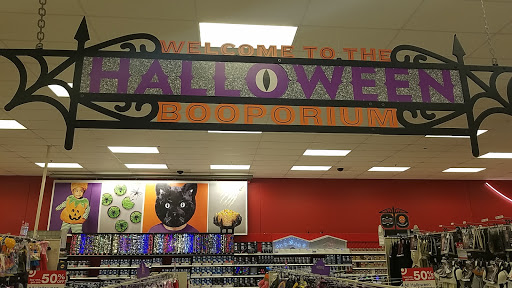 WELCOME TO THE
HALLOWEEN
BOOPORIUM
50%
50%